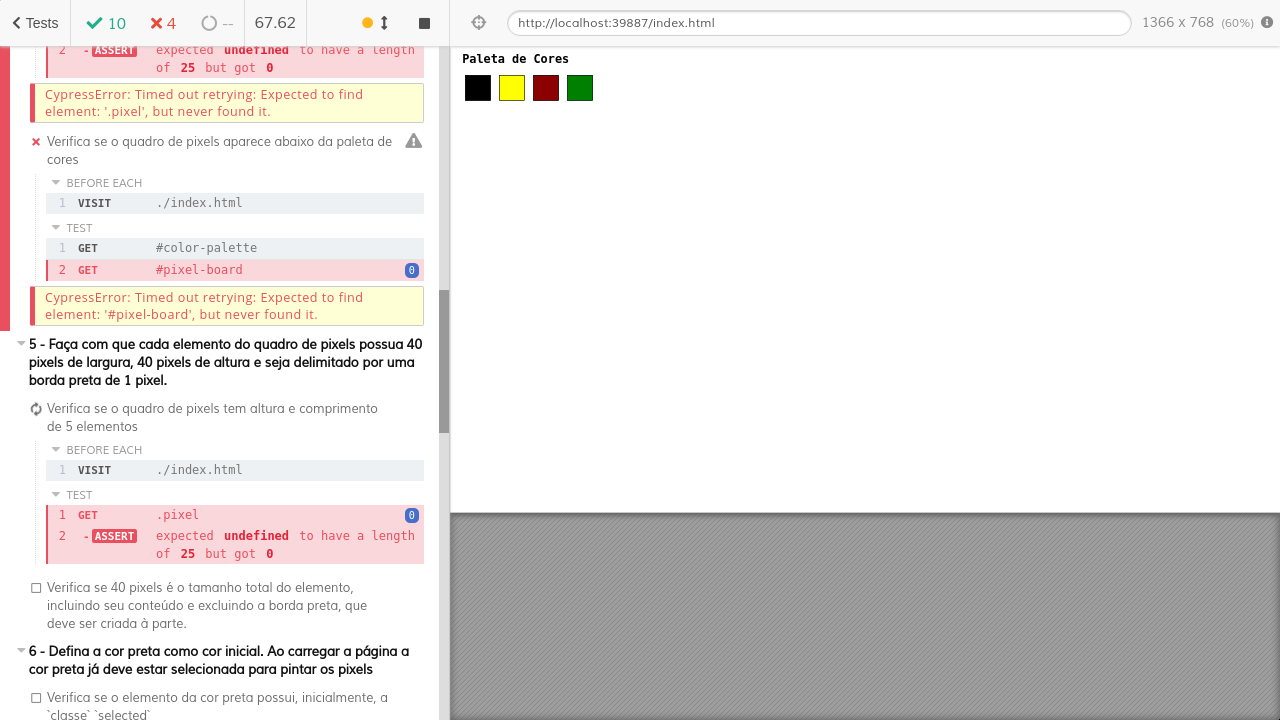 Tests 10 4 -- 67.62
2 - ASSERT expected undefined to have a length
of 25 but got 0
CypressError: Timed out retrying: Expected to find
element: '.pixel', but never found it.
Verifica se o quadro de pixels aparece abaixo da paleta de
cores
BEFORE EACH
1 VISIT ./index.html
TEST
1 GET #color-palette
2 GET #pixel-board 0
CypressError: Timed out retrying: Expected to find
element: '#pixel-board', but never found it.
5 - Faça com que cada elemento do quadro de pixels possua 40
pixels de largura, 40 pixels de altura e seja delimitado por uma
borda preta de 1 pixel.
Verifica se o quadro de pixels tem altura e comprimento
de 5 elementos
BEFORE EACH
1 VISIT ./index.html
TEST
1 GET .pixel 0
2 - ASSERT expected undefined to have a length
of 25 but got 0
Verifica se 40 pixels é o tamanho total do elemento,
incluindo seu conteúdo e excluindo a borda preta, que
deve ser criada à parte.
6 - Defina a cor preta como cor inicial. Ao carregar a página a
cor preta já deve estar selecionada para pintar os pixels
Verifica se o elemento da cor preta possui, inicialmente, a
`classe` `selected`
http://localhost:39887/index.html 1366 x 768 (60%)
Paleta de Cores